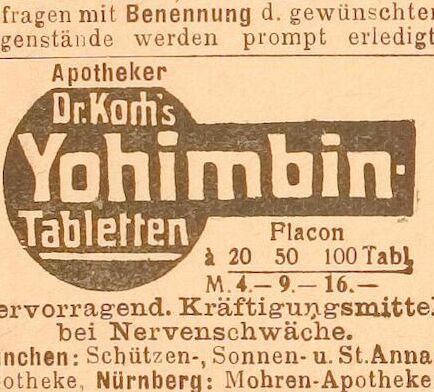 fragen mit Benennung d. gewünschten
genstände werden prompt erledigt
Apotheker
Dr. Koch's
Yohimbin-
Tabletten
Flacon
à 20 50 100 Tabl.
M. 4.— 9.— 16.—
ervorragend. Kräftigungsmittel
bei Nervenschwäche.
nchen: Schützen-, Sonnen- u. St. Anna
otheke, Nürnberg: Mohren-Apotheke